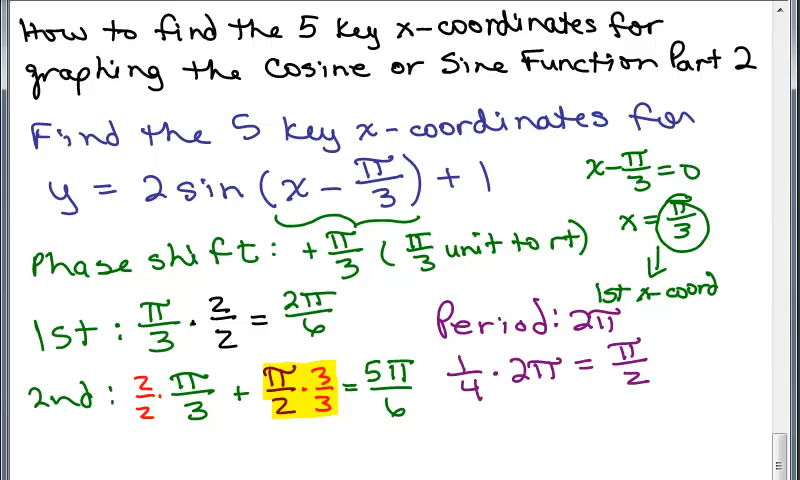 How to find the 5 key x-coordinates for
graphing the Cosine or Sine Function Part 2
Find the 5 key x-coordinates for
y = 2 sin (x - π/3) + 1
x - π/3 = 0
x = π/3
1st x-coord
Phase shift: + π/3 (π/3 unit to rt)
1st: π/3 · 2/2 = 2π/6
Period: 2π
1/4 · 2π = π/2
2nd: 2/2 · π/3 + π/2 · 3/3 = 5π/6